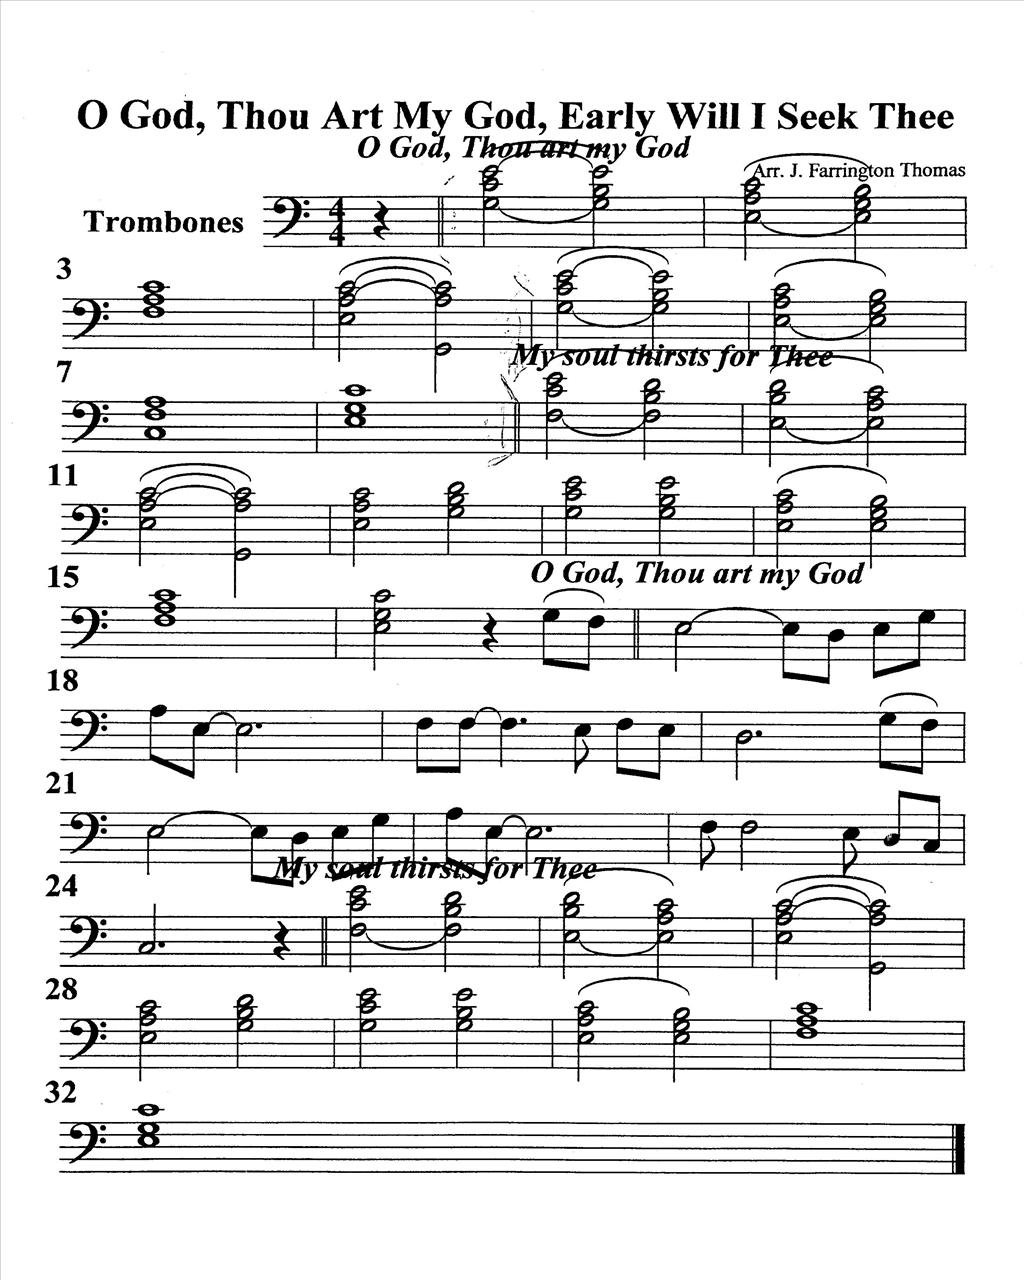 O God, Thou Art My God, Early Will I Seek Thee
O God, Thou art my God
Arr. J. Farrington Thomas
Trombones
4
4
3
My soul thirsts for Thee
7
11
O God, Thou art my God
15
18
21
My soul thirsts for Thee
24
28
32